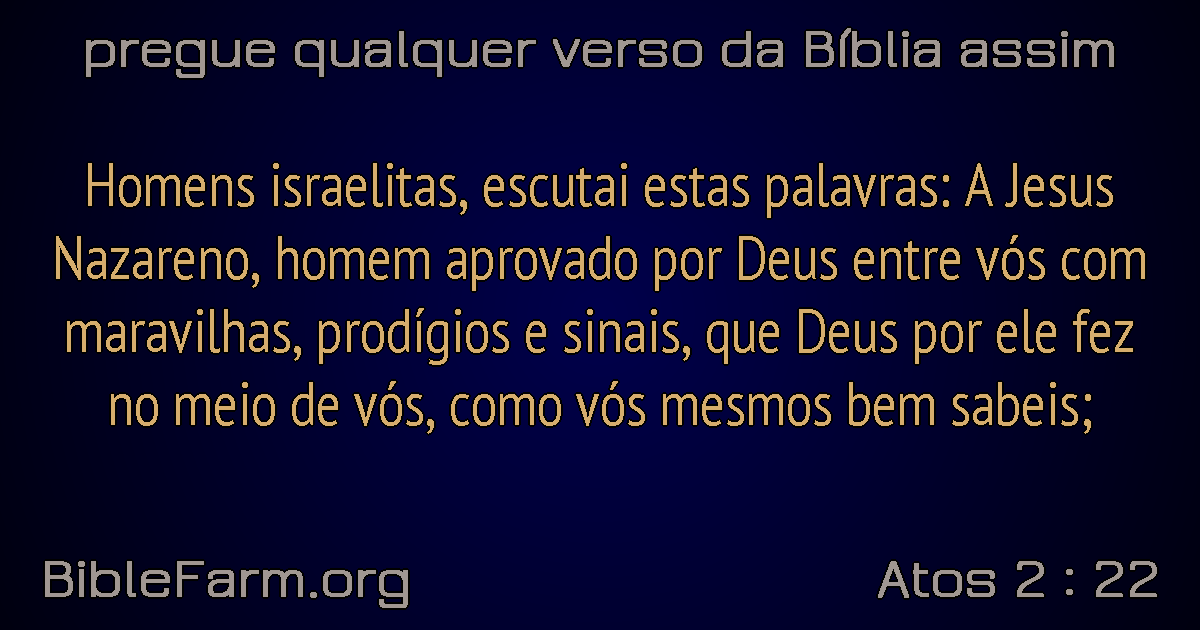 pregue qualquer verso da Bíblia assim
Homens israelitas, escutai estas palavras: A Jesus
Nazareno, homem aprovado por Deus entre vós com
maravilhas, prodígios e sinais, que Deus por ele fez
no meio de vós, como vós mesmos bem sabeis;
BibleFarm.org
Atos 2 : 22